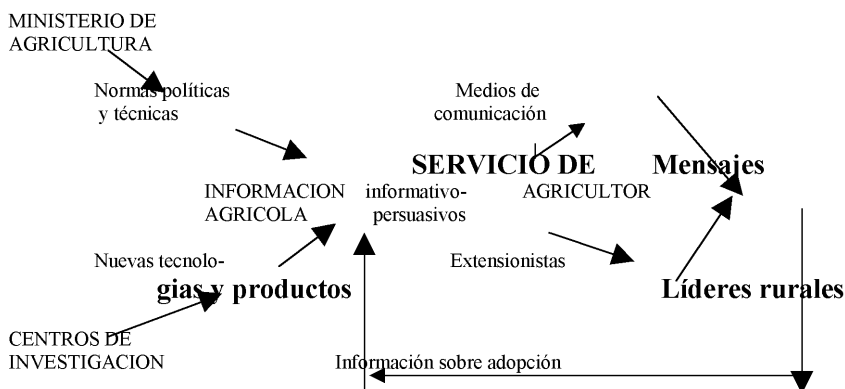 MINISTERIO DE
AGRICULTURA
Normas políticas
y técnicas
Medios de
comunicación
SERVICIO DE Mensajes
INFORMACION informativo- AGRICULTOR
AGRICOLA persuasivos
Nuevas tecnolo- Extensionistas
gias y productos Líderes rurales
CENTROS DE
INVESTIGACION
Información sobre adopción